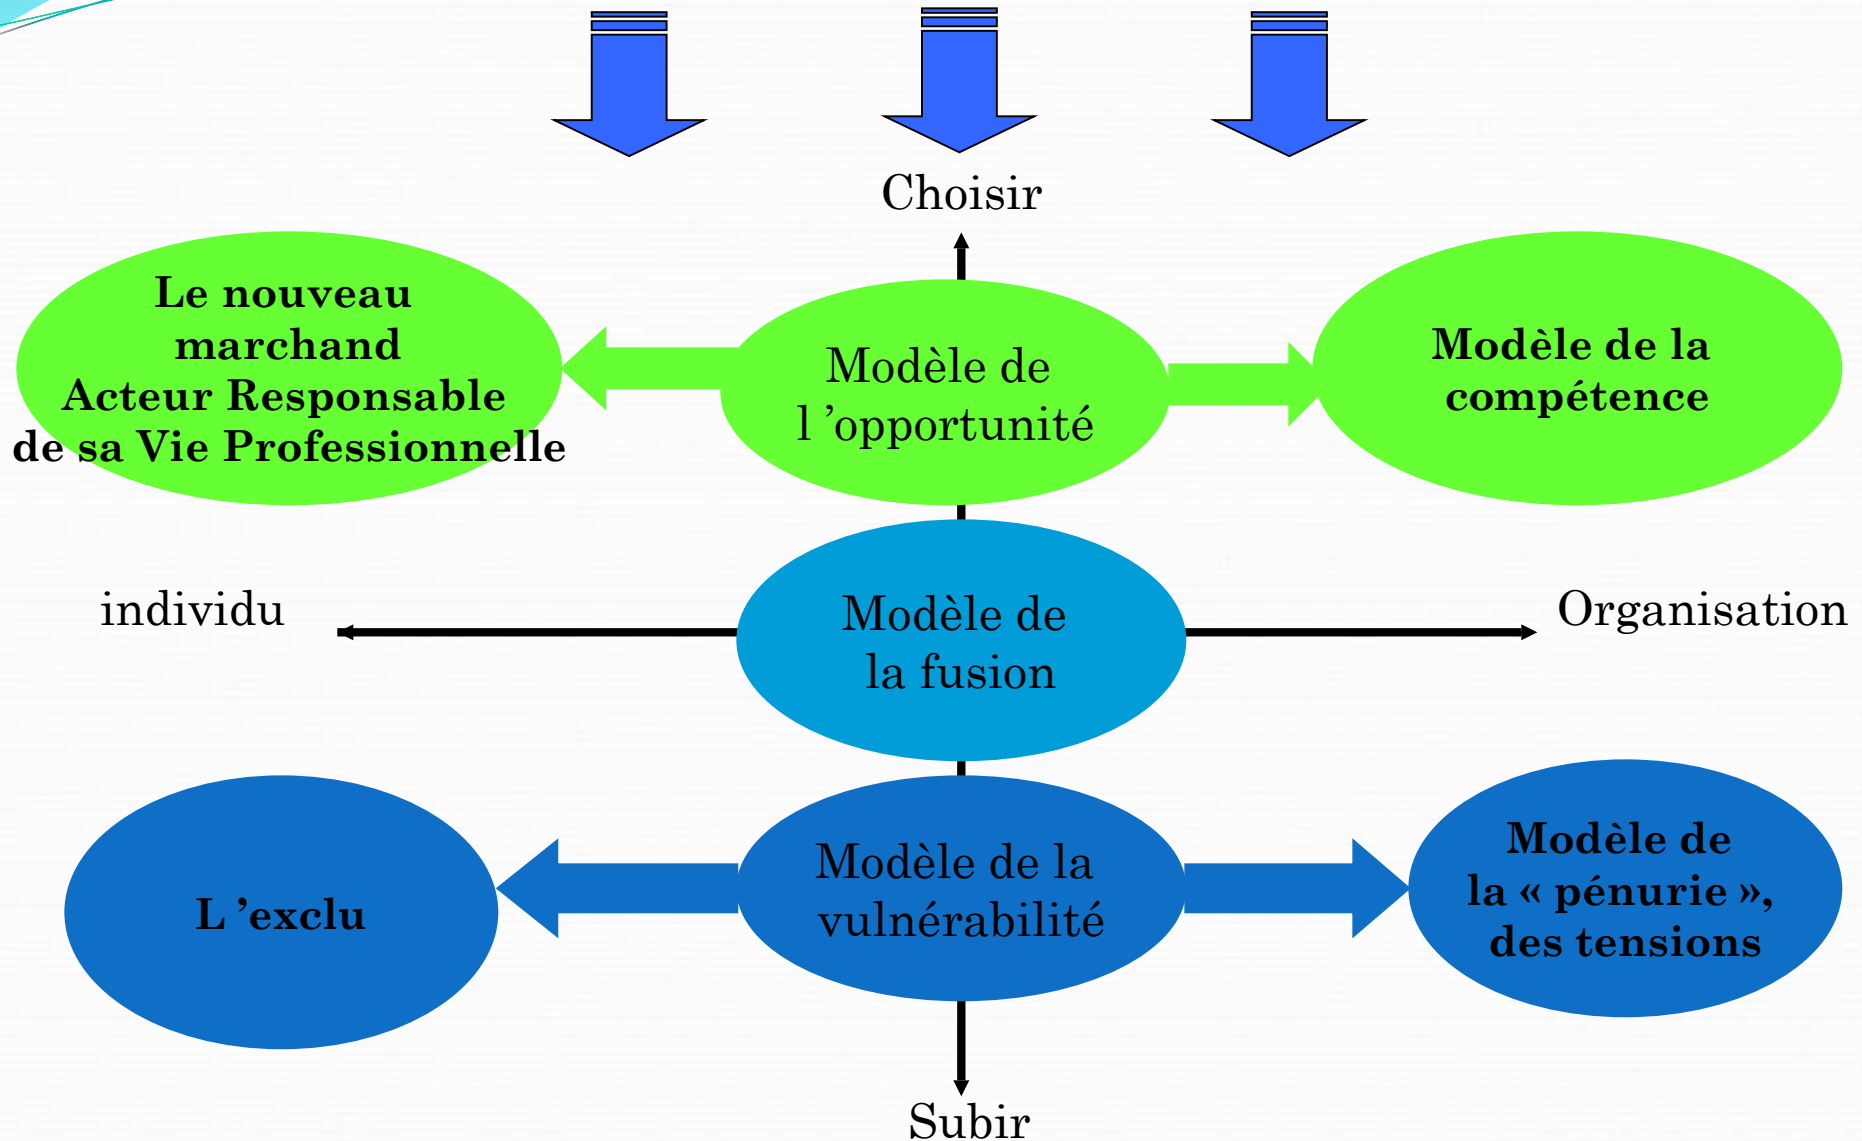 Choisir
Le nouveau
marchand
Acteur Responsable
de sa Vie Professionnelle
Modèle de
l ’opportunité
Modèle de la
compétence
individu
Modèle de
la fusion
Organisation
L ’exclu
Modèle de la
vulnérabilité
Modèle de
la « pénurie »,
des tensions
Subir